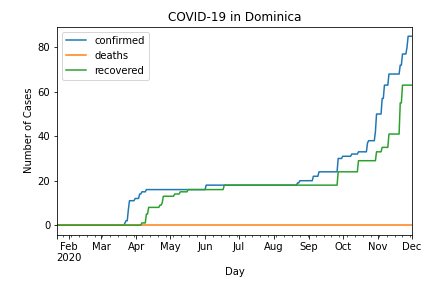 COVID-19 in Dominica
confirmed
deaths
recovered
Number of Cases
80
60
40
20
0
Feb Mar Apr May Jun Jul Aug Sep Oct Nov Dec
2020
Day